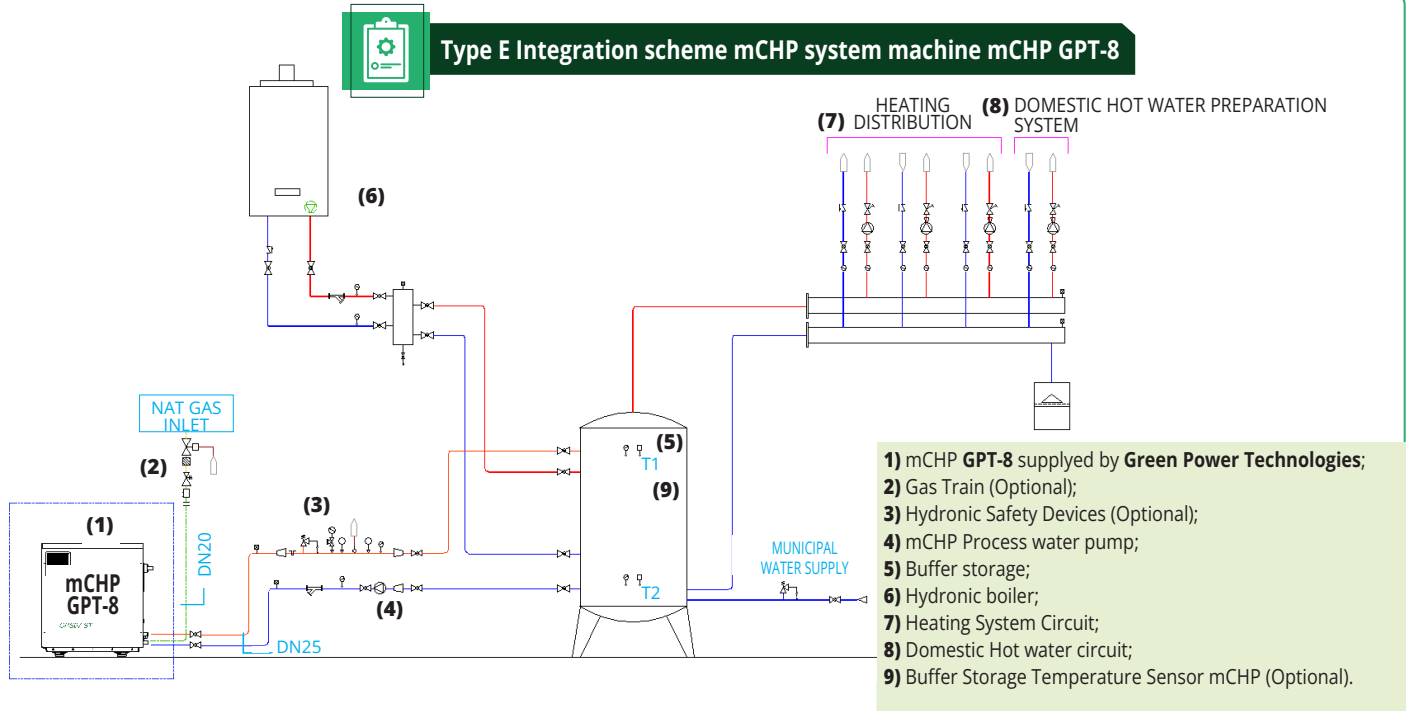 Type E Integration scheme mCHP system machine mCHP GPT-8
(7) HEATING
DISTRIBUTION
(8) DOMESTIC HOT WATER PREPARATION
SYSTEM
(6)
NAT GAS
INLET
(2)
(5)
T1
(9)
(3)
(1)
DN20
MUNICIPAL
WATER SUPPLY
mCHP
GPT-8
(4)
T2
DN25
1) mCHP GPT-8 supplyed by Green Power Technologies;
2) Gas Train (Optional);
3) Hydronic Safety Devices (Optional);
4) mCHP Process water pump;
5) Buffer storage;
6) Hydronic boiler;
7) Heating System Circuit;
8) Domestic Hot water circuit;
9) Buffer Storage Temperature Sensor mCHP (Optional).